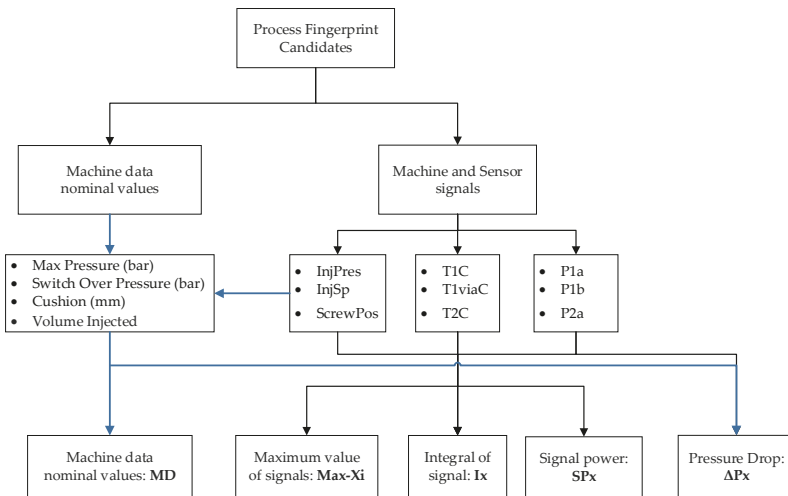 Process Fingerprint
Candidates
Machine data
nominal values
Machine and Sensor
signals
• Max Pressure (bar)
• Switch Over Pressure (bar)
• Cushion (mm)
• Volume Injected
• InjPres
• InjSp
• ScrewPos
• T1C
• T1viaC
• T2C
• P1a
• P1b
• P2a
Machine data
nominal values: MD
Maximum value
of signals: Max-Xi
Integral of
signal: Ix
Signal power:
SPx
Pressure Drop:
ΔPx